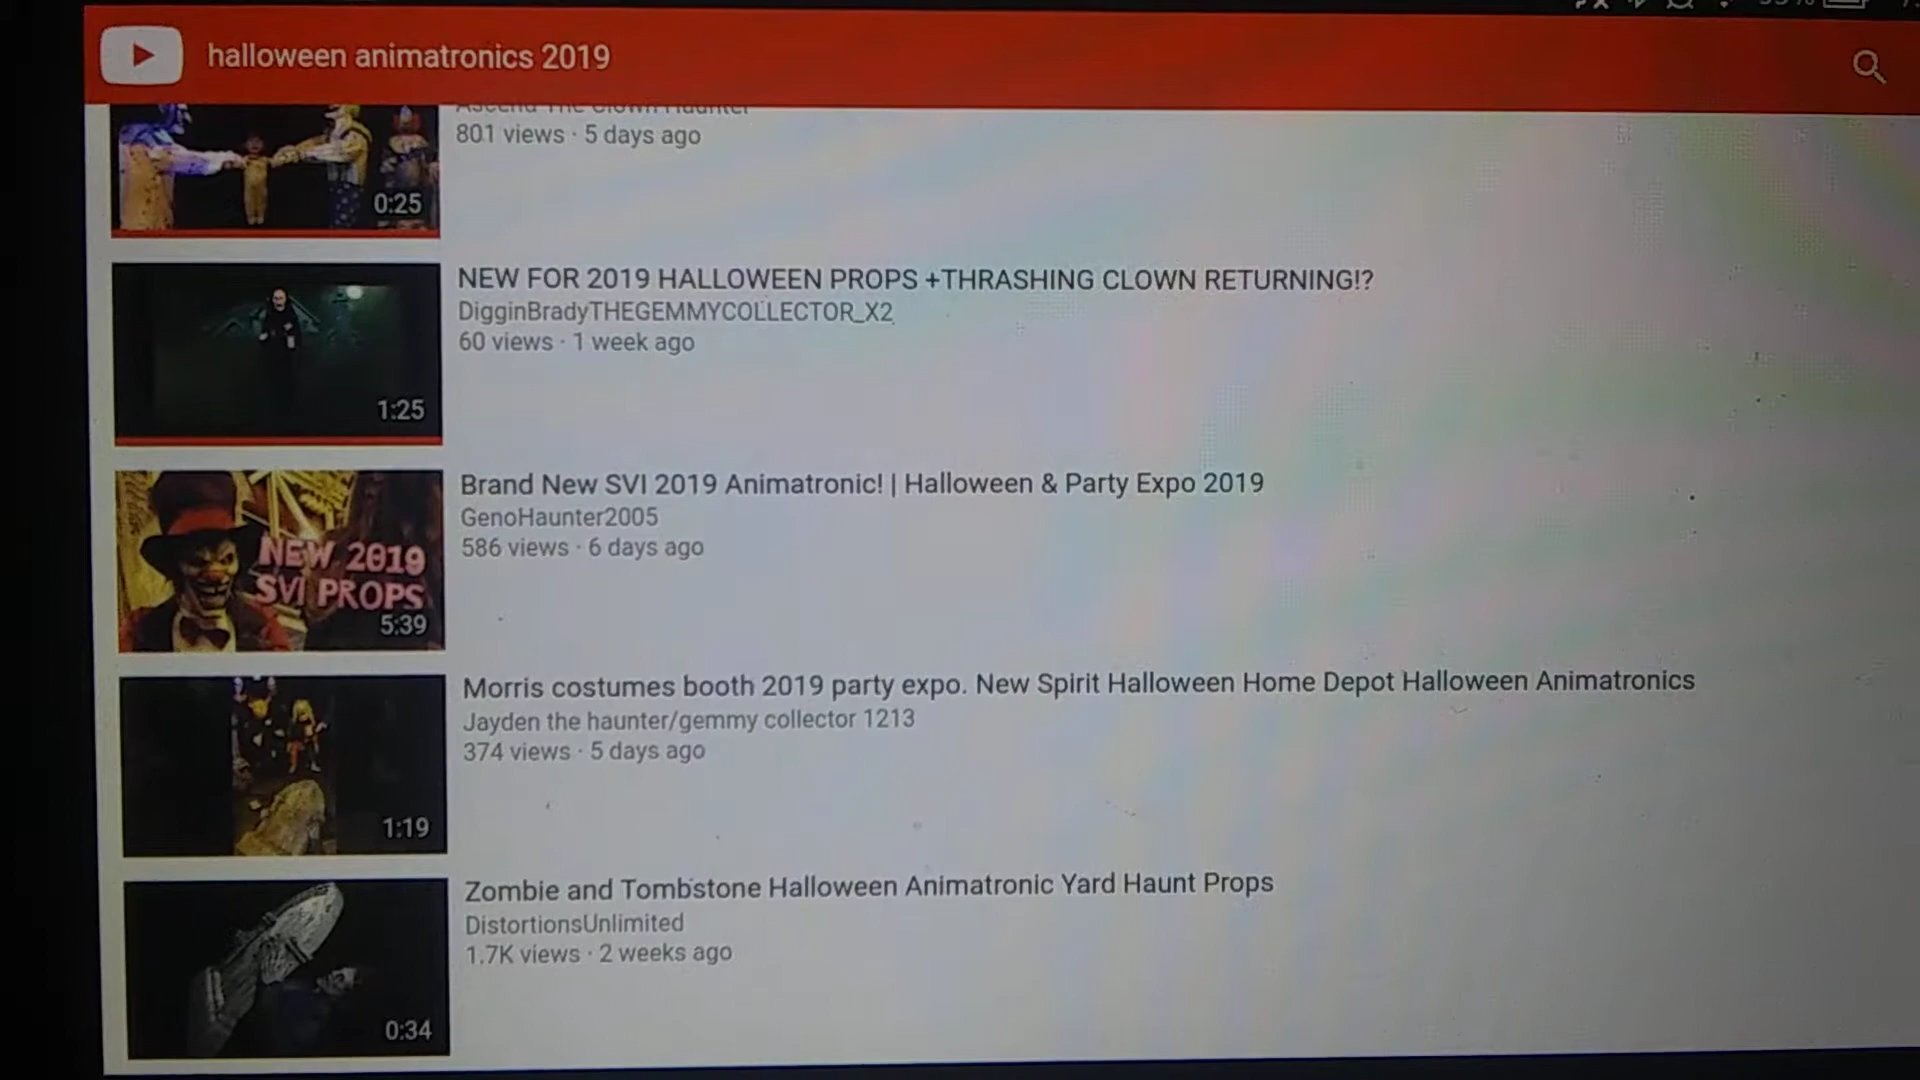 halloween animatronics 2019
Ascend The Clown Haunter
801 views · 5 days ago
0:25
NEW FOR 2019 HALLOWEEN PROPS +THRASHING CLOWN RETURNING!?
DigginBradyTHEGEMMYCOLLECTOR_X2
60 views · 1 week ago
1:25
Brand New SVI 2019 Animatronic! | Halloween & Party Expo 2019
GenoHaunter2005
586 views · 6 days ago
NEW 2019
SVI PROPS
5:39
Morris costumes booth 2019 party expo. New Spirit Halloween Home Depot Halloween Animatronics
Jayden the haunter/gemmy collector 1213
374 views · 5 days ago
1:19
Zombie and Tombstone Halloween Animatronic Yard Haunt Props
DistortionsUnlimited
1.7K views · 2 weeks ago
0:34